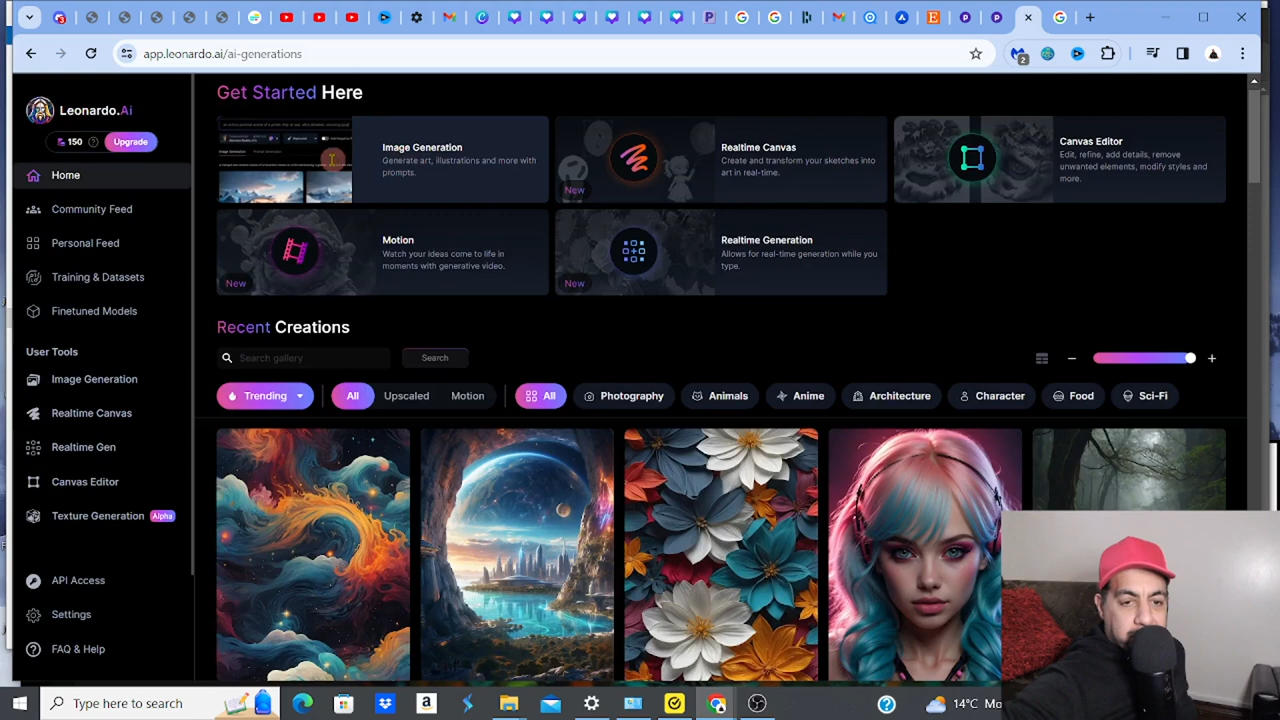 app.leonardo.ai/ai-generations
2
Leonardo.Ai
150
Upgrade
Home
Community Feed
Personal Feed
Training & Datasets
Finetuned Models
User Tools
Image Generation
Realtime Canvas
Realtime Gen
Canvas Editor
Texture Generation Alpha
API Access
Settings
FAQ & Help
Get Started Here
Image Generation
Generate art, illustrations and more with
prompts.
New
Realtime Canvas
Create and transform your sketches into
art in real-time.
Canvas Editor
Edit, refine, add details, remove
unwanted elements, modify styles and
more.
New
Motion
Watch your ideas come to life in
moments with generative video.
New
Realtime Generation
Allows for real-time generation while you
type.
Recent Creations
Search gallery
Search
Trending
All
Upscaled
Motion
All
Photography
Animals
Anime
Architecture
Character
Food
Sci-Fi
Type here to search
14°C Mo